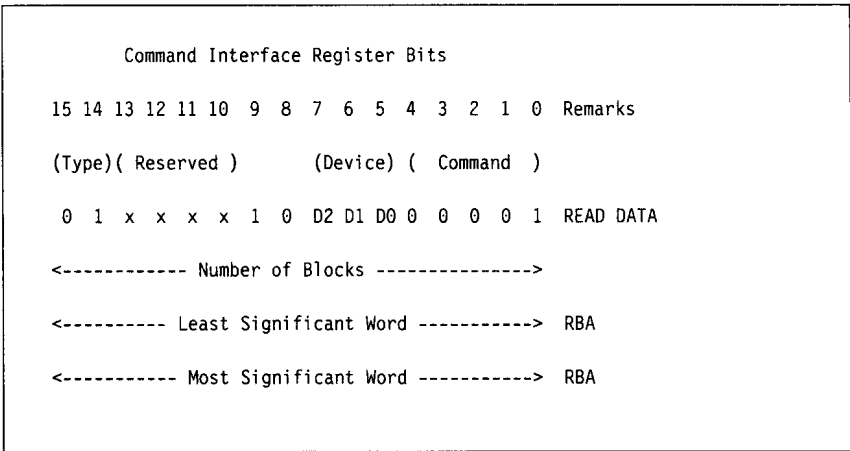 Command Interface Register Bits
15 14 13 12 11 10 9 8 7 6 5 4 3 2 1 0 Remarks
(Type)( Reserved ) (Device) ( Command )
0 1 x x x x 1 0 D2 D1 D0 0 0 0 0 1 READ DATA
<------------ Number of Blocks --------------->
<---------- Least Significant Word -----------> RBA
<----------- Most Significant Word -----------> RBA